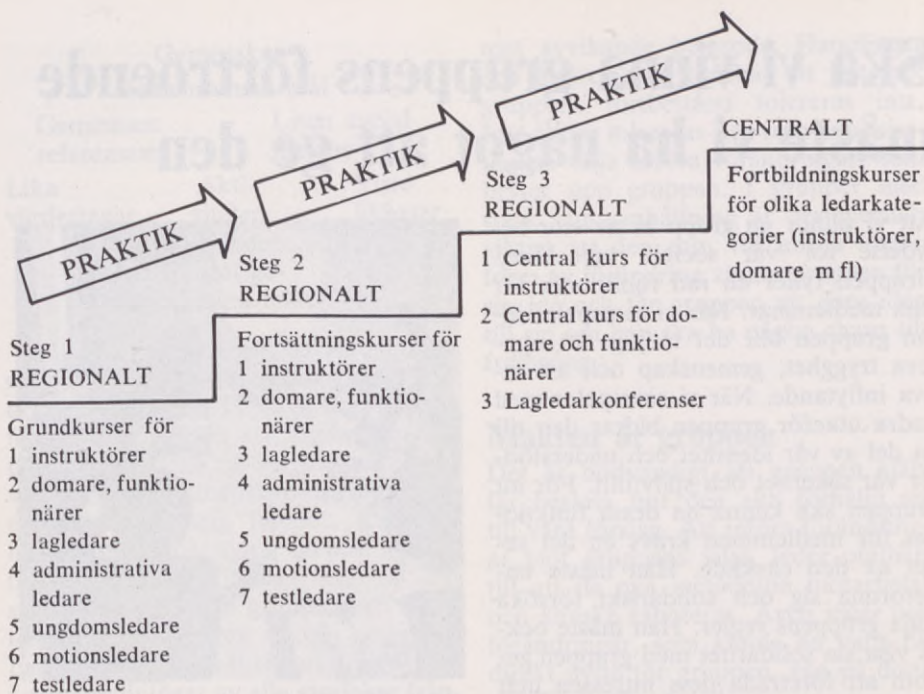 PRAKTIK
Steg 1
REGIONALT
Grundkurser för
1 instruktörer
2 domare, funktio-
närer
3 lagledare
4 administrativa
ledare
5 ungdomsledare
6 motionsledare
7 testledare
PRAKTIK
Steg 2
REGIONALT
Fortsättningskurser för
1 instruktörer
2 domare, funktio-
närer
3 lagledare
4 administrativa
ledare
5 ungdomsledare
6 motionsledare
7 testledare
PRAKTIK
Steg 3
REGIONALT
1 Central kurs för
instruktörer
2 Central kurs för do-
mare och funktio-
närer
3 Lagledarkonferenser
CENTRALT
Fortbildningskurser
för olika ledarkate-
gorier (instruktörer,
domare m fl)